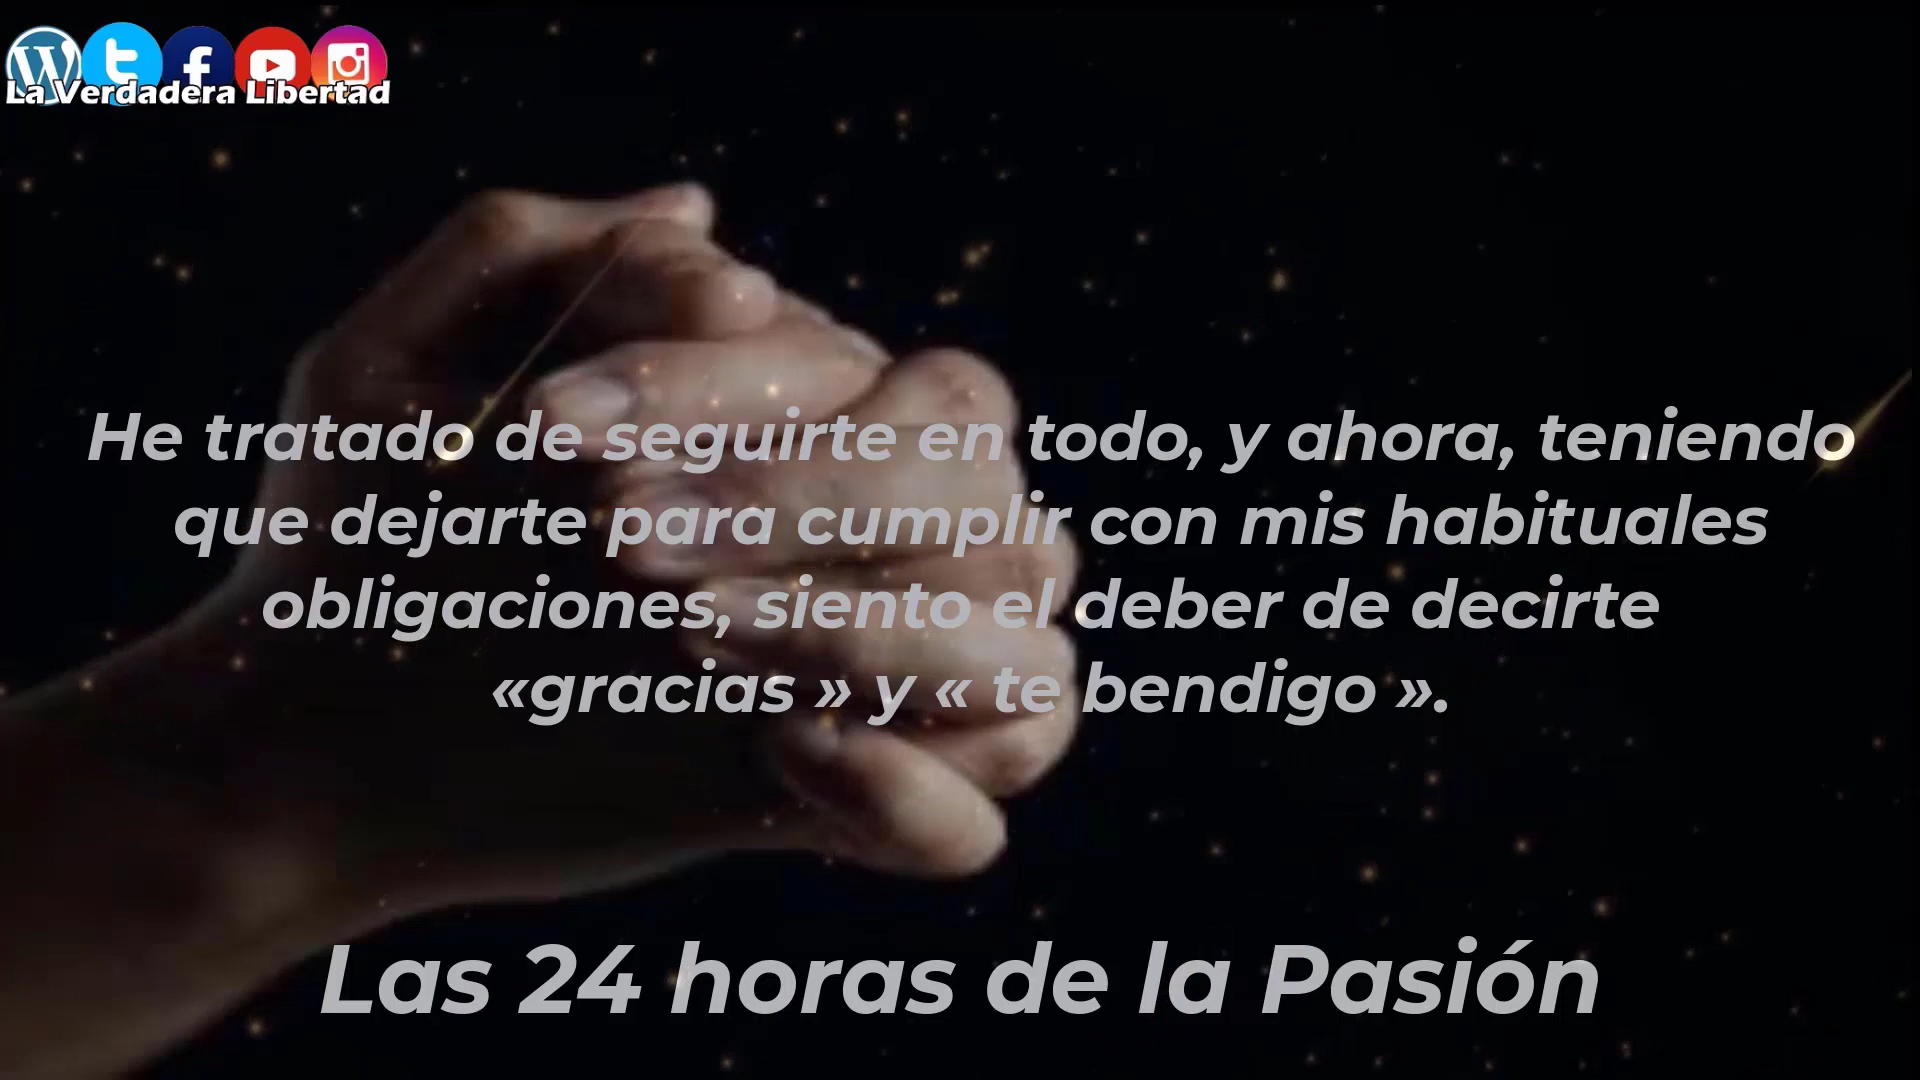 La Verdadera Libertad
He tratado de seguirte en todo, y ahora, teniendo
que dejarte para cumplir con mis habituales
obligaciones, siento el deber de decirte
«gracias » y « te bendigo ».
Las 24 horas de la Pasión